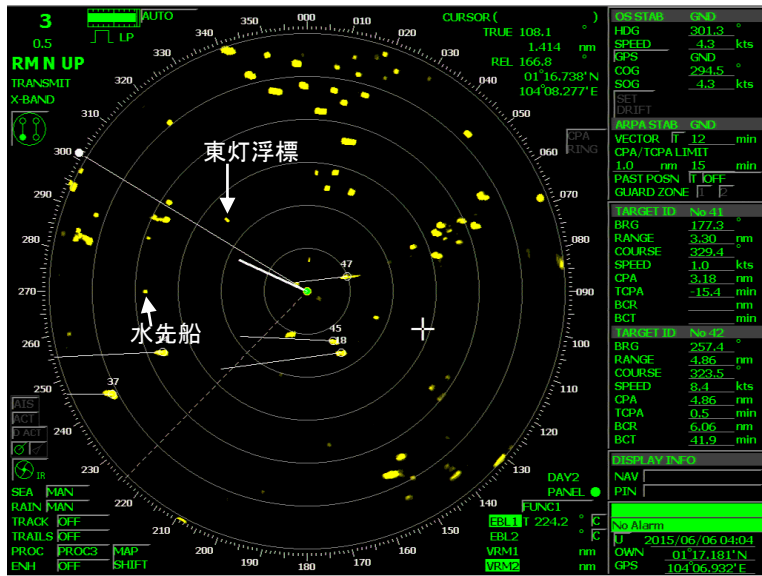 3
0.5
RM N UP
TRANSMIT
X-BAND
AUTO
LP
CURSOR ( )
TRUE 108.1 °
1.414 nm
REL 166.8 °
01°16.738'N
104°08.277'E
000
010
020
030
040
050
060
070
080
090
100
110
120
130
140
150
160
170
180
190
200
210
220
230
240
250
260
270
280
290
300
310
320
330
340
350
CPA
RING
東灯浮標
水先船
47
45
48
37
AIS
ACT
D ACT
IR
SEA MAN
RAIN MAN
TRACK OFF
TRAILS OFF
PROC PROC3 MAP
ENH OFF SHIFT
DAY2
PANEL
FUNC1
EBL1 T 224.2 ° C
EBL2 ° C
VRM1 nm
VRM2 nm
OS STAB GND
HDG 301.3 °
SPEED 4.3 kts
GPS GND
COG 294.5 °
SOG 4.3 kts
SET
DRIFT
ARPA STAB GND
VECTOR T 12 min
CPA/TCPA LIMIT
1.0 nm 15 min
PAST POSN T OFF
GUARD ZONE 1 2
TARGET ID No 41
BRG 177.3 °
RANGE 3.30 nm
COURSE 329.4 °
SPEED 1.0 kts
CPA 3.18 nm
TCPA -15.4 min
BCR nm
BCT min
TARGET ID No 42
BRG 257.4 °
RANGE 4.86 nm
COURSE 323.5 °
SPEED 8.4 kts
CPA 4.86 nm
TCPA 0.5 min
BCR 6.06 nm
BCT 41.9 min
DISPLAY INFO
NAV
PIN
No Alarm
U 2015/06/06 04:04
OWN 01°17.181'N
GPS 104°06.932'E